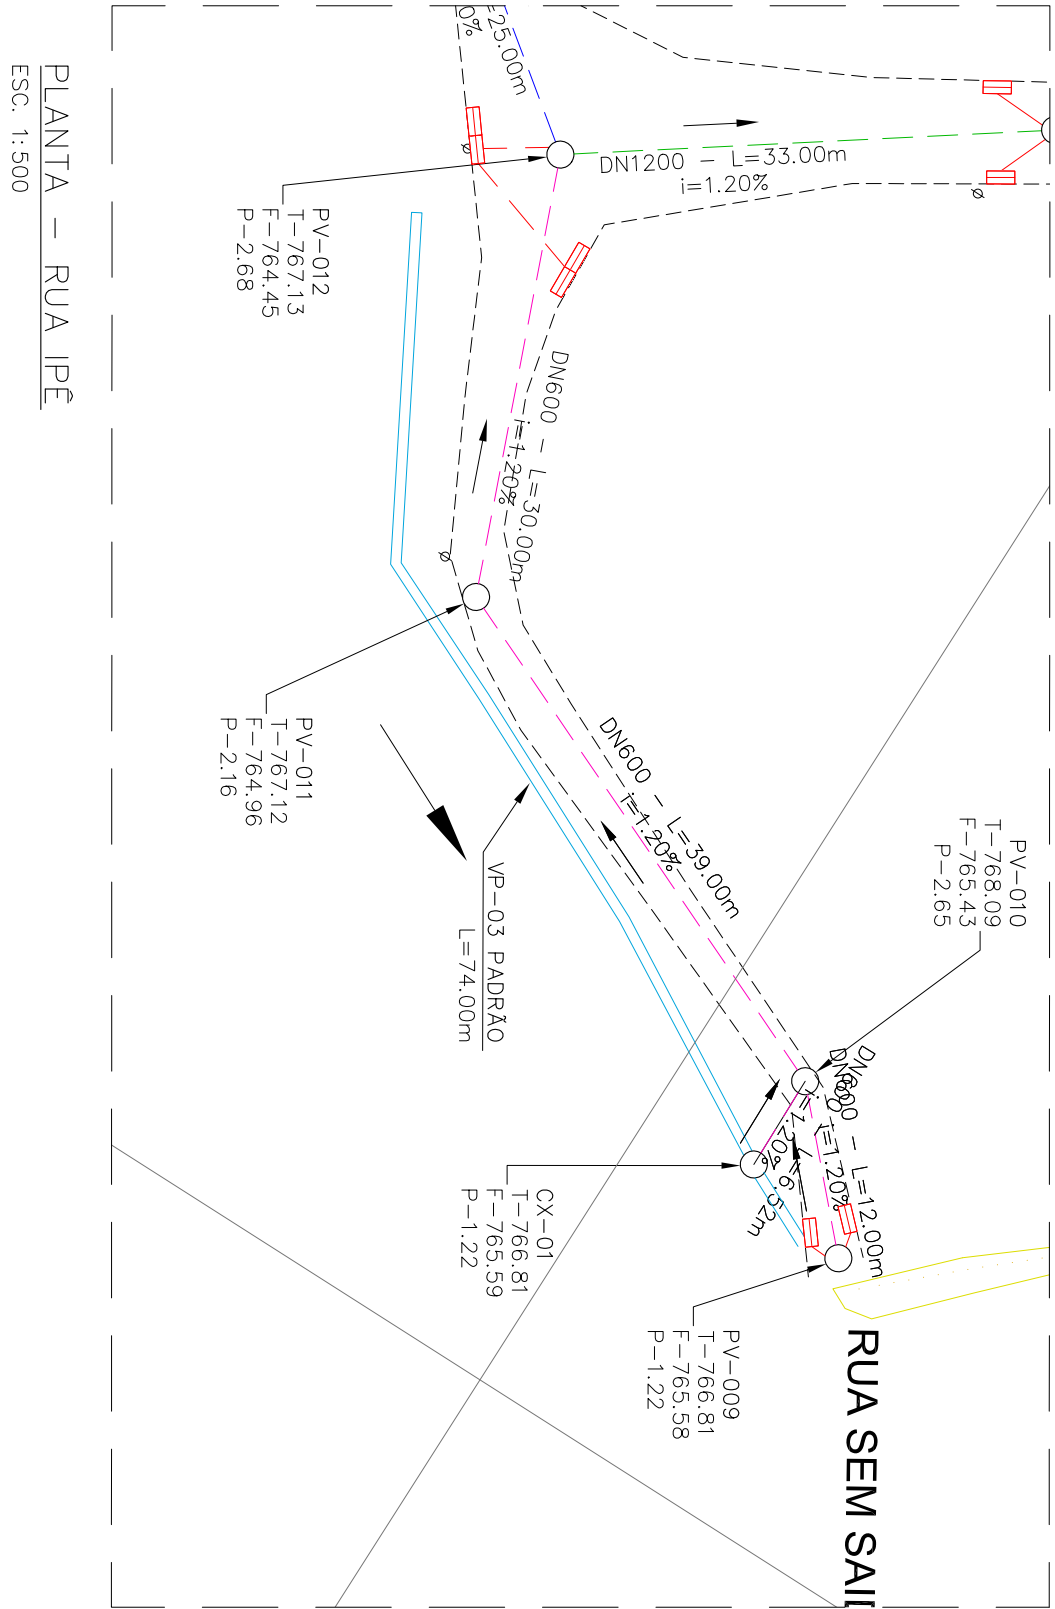 PLANTA - RUA IPÊ
ESC. 1:500
=25.00m
0%
DN1200 - L=33.00m
i=1.20%
PV-012
T-767.13
F-764.45
P-2.68
DN600 - L=30.00m
i=1.20%
PV-011
T-767.12
F-764.96
P-2.16
DN600 - L=39.00m
i=1.20%
VP-03 PADRÃO
L=74.00m
PV-010
T-768.09
F-765.43
P-2.65
DN600 - L=12.00m
i=1.20%
L=6.52m
CX-01
T-766.81
F-765.59
P-1.22
PV-009
T-766.81
F-765.58
P-1.22
RUA SEM SAI